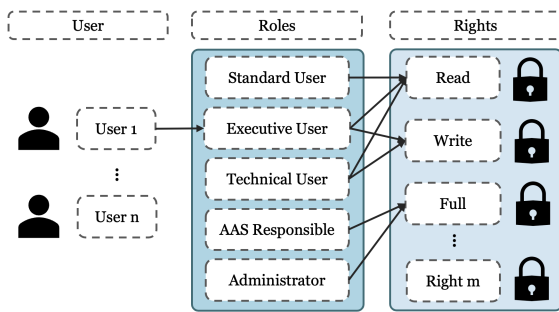 User
Roles
Rights
Standard User
Read
User 1
Executive User
Write
Technical User
User n
AAS Responsible
Full
Administrator
Right m